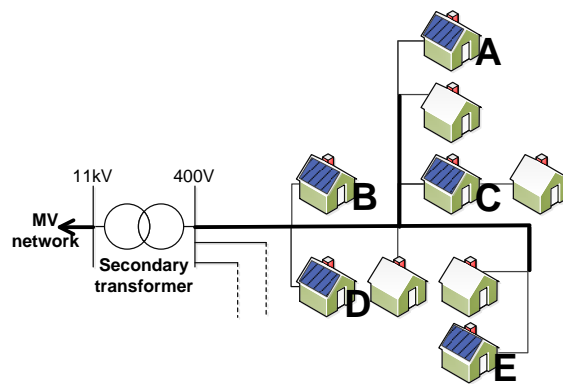 A
11kV
400V
B
C
MV
network
Secondary
transformer
D
E